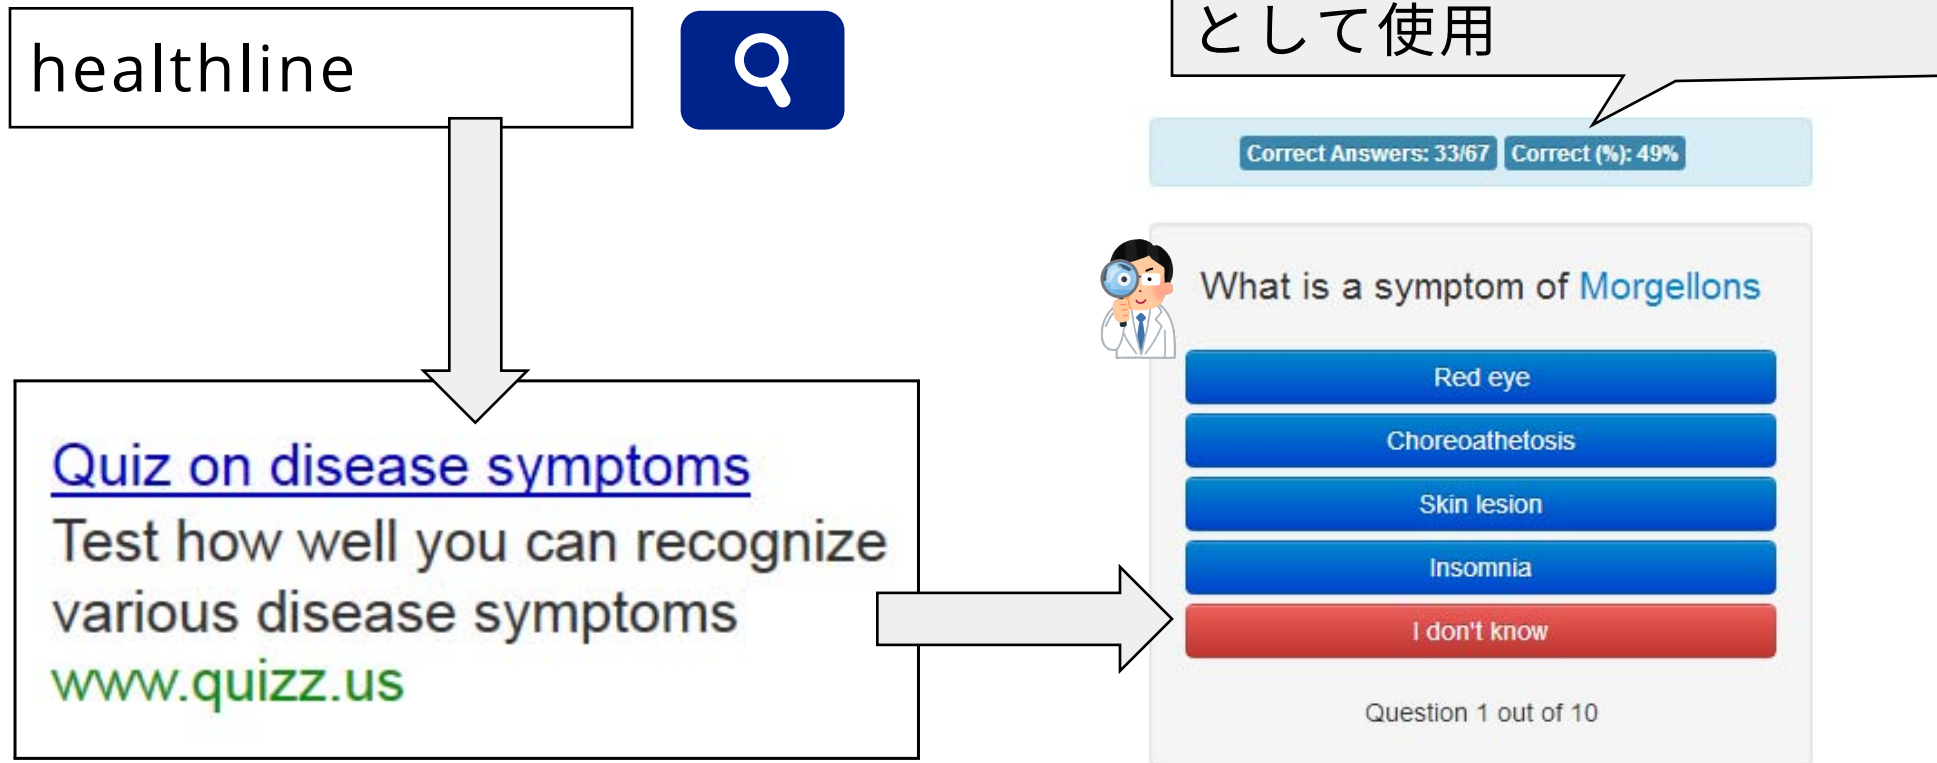 healthline
Quiz on disease symptoms
Test how well you can recognize
various disease symptoms
www.quizz.us
として使用
Correct Answers: 33/67 Correct (%): 49%
What is a symptom of Morgellons
Red eye
Choreoathetosis
Skin lesion
Insomnia
I don't know
Question 1 out of 10